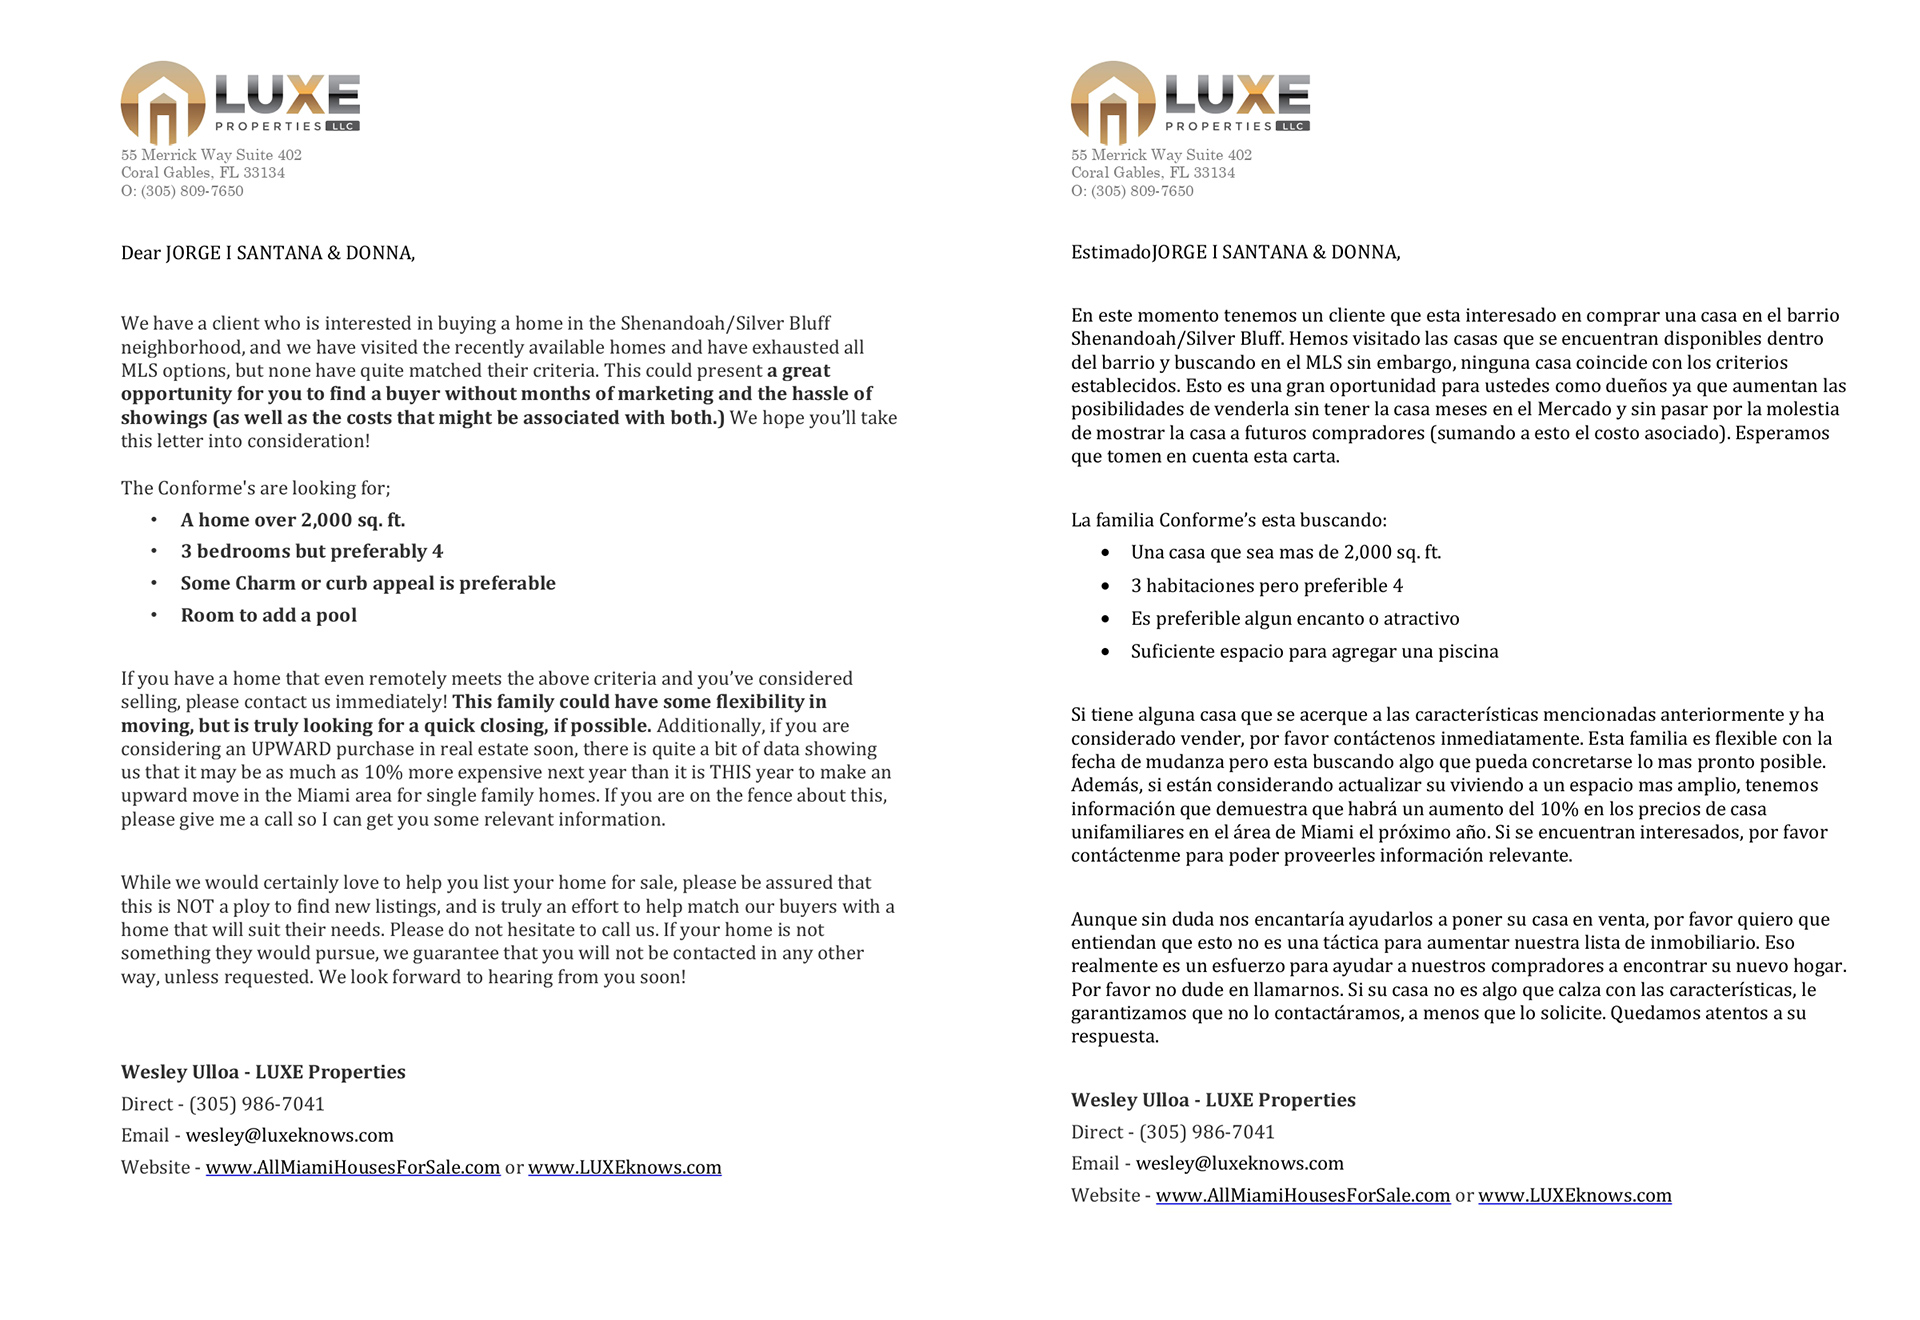 LUXE
PROPERTIES LLC
55 Merrick Way Suite 402
Coral Gables, FL 33134
O: (305) 809-7650
Dear JORGE I SANTANA & DONNA,
We have a client who is interested in buying a home in the Shenandoah/Silver Bluff
neighborhood, and we have visited the recently available homes and have exhausted all
MLS options, but none have quite matched their criteria. This could present a great
opportunity for you to find a buyer without months of marketing and the hassle of
showings (as well as the costs that might be associated with both.) We hope you’ll take
this letter into consideration!
The Conforme's are looking for;
• A home over 2,000 sq. ft.
• 3 bedrooms but preferably 4
• Some Charm or curb appeal is preferable
• Room to add a pool
If you have a home that even remotely meets the above criteria and you’ve considered
selling, please contact us immediately! This family could have some flexibility in
moving, but is truly looking for a quick closing, if possible. Additionally, if you are
considering an UPWARD purchase in real estate soon, there is quite a bit of data showing
us that it may be as much as 10% more expensive next year than it is THIS year to make an
upward move in the Miami area for single family homes. If you are on the fence about this,
please give me a call so I can get you some relevant information.
While we would certainly love to help you list your home for sale, please be assured that
this is NOT a ploy to find new listings, and is truly an effort to help match our buyers with a
home that will suit their needs. Please do not hesitate to call us. If your home is not
something they would pursue, we guarantee that you will not be contacted in any other
way, unless requested. We look forward to hearing from you soon!
Wesley Ulloa - LUXE Properties
Direct - (305) 986-7041
Email - wesley@luxeknows.com
Website - www.AllMiamiHousesForSale.com or www.LUXEknows.com
LUXE
PROPERTIES LLC
55 Merrick Way Suite 402
Coral Gables, FL 33134
O: (305) 809-7650
EstimadoJORGE I SANTANA & DONNA,
En este momento tenemos un cliente que esta interesado en comprar una casa en el barrio
Shenandoah/Silver Bluff. Hemos visitado las casas que se encuentran disponibles dentro
del barrio y buscando en el MLS sin embargo, ninguna casa coincide con los criterios
establecidos. Esto es una gran oportunidad para ustedes como dueños ya que aumentan las
posibilidades de venderla sin tener la casa meses en el Mercado y sin pasar por la molestia
de mostrar la casa a futuros compradores (sumando a esto el costo asociado). Esperamos
que tomen en cuenta esta carta.
La familia Conforme’s esta buscando:
• Una casa que sea mas de 2,000 sq. ft.
• 3 habitaciones pero preferible 4
• Es preferible algun encanto o atractivo
• Suficiente espacio para agregar una piscina
Si tiene alguna casa que se acerque a las características mencionadas anteriormente y ha
considerado vender, por favor contáctenos inmediatamente. Esta familia es flexible con la
fecha de mudanza pero esta buscando algo que pueda concretarse lo mas pronto posible.
Además, si están considerando actualizar su viviendo a un espacio mas amplio, tenemos
información que demuestra que habrá un aumento del 10% en los precios de casa
unifamiliares en el área de Miami el próximo año. Si se encuentran interesados, por favor
contáctenme para poder proveerles información relevante.
Aunque sin duda nos encantaría ayudarlos a poner su casa en venta, por favor quiero que
entiendan que esto no es una táctica para aumentar nuestra lista de inmobiliario. Eso
realmente es un esfuerzo para ayudar a nuestros compradores a encontrar su nuevo hogar.
Por favor no dude en llamarnos. Si su casa no es algo que calza con las características, le
garantizamos que no lo contactáramos, a menos que lo solicite. Quedamos atentos a su
respuesta.
Wesley Ulloa - LUXE Properties
Direct - (305) 986-7041
Email - wesley@luxeknows.com
Website - www.AllMiamiHousesForSale.com or www.LUXEknows.com